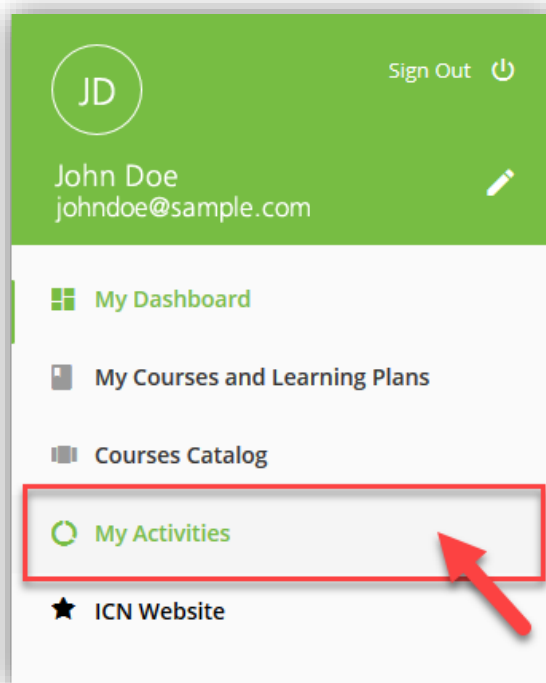 JD
Sign Out
John Doe
johndoe@sample.com
My Dashboard
My Courses and Learning Plans
Courses Catalog
My Activities
ICN Website